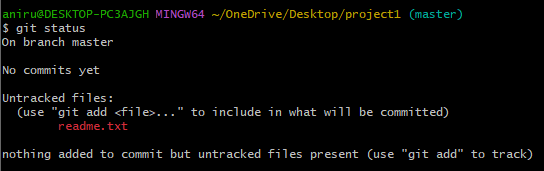 aniru@DESKTOP-PC3AJGH MINGW64 ~/OneDrive/Desktop/project1 (master)
$ git status
On branch master
No commits yet
Untracked files:
  (use "git add <file>..." to include in what will be committed)
        readme.txt
nothing added to commit but untracked files present (use "git add" to track)